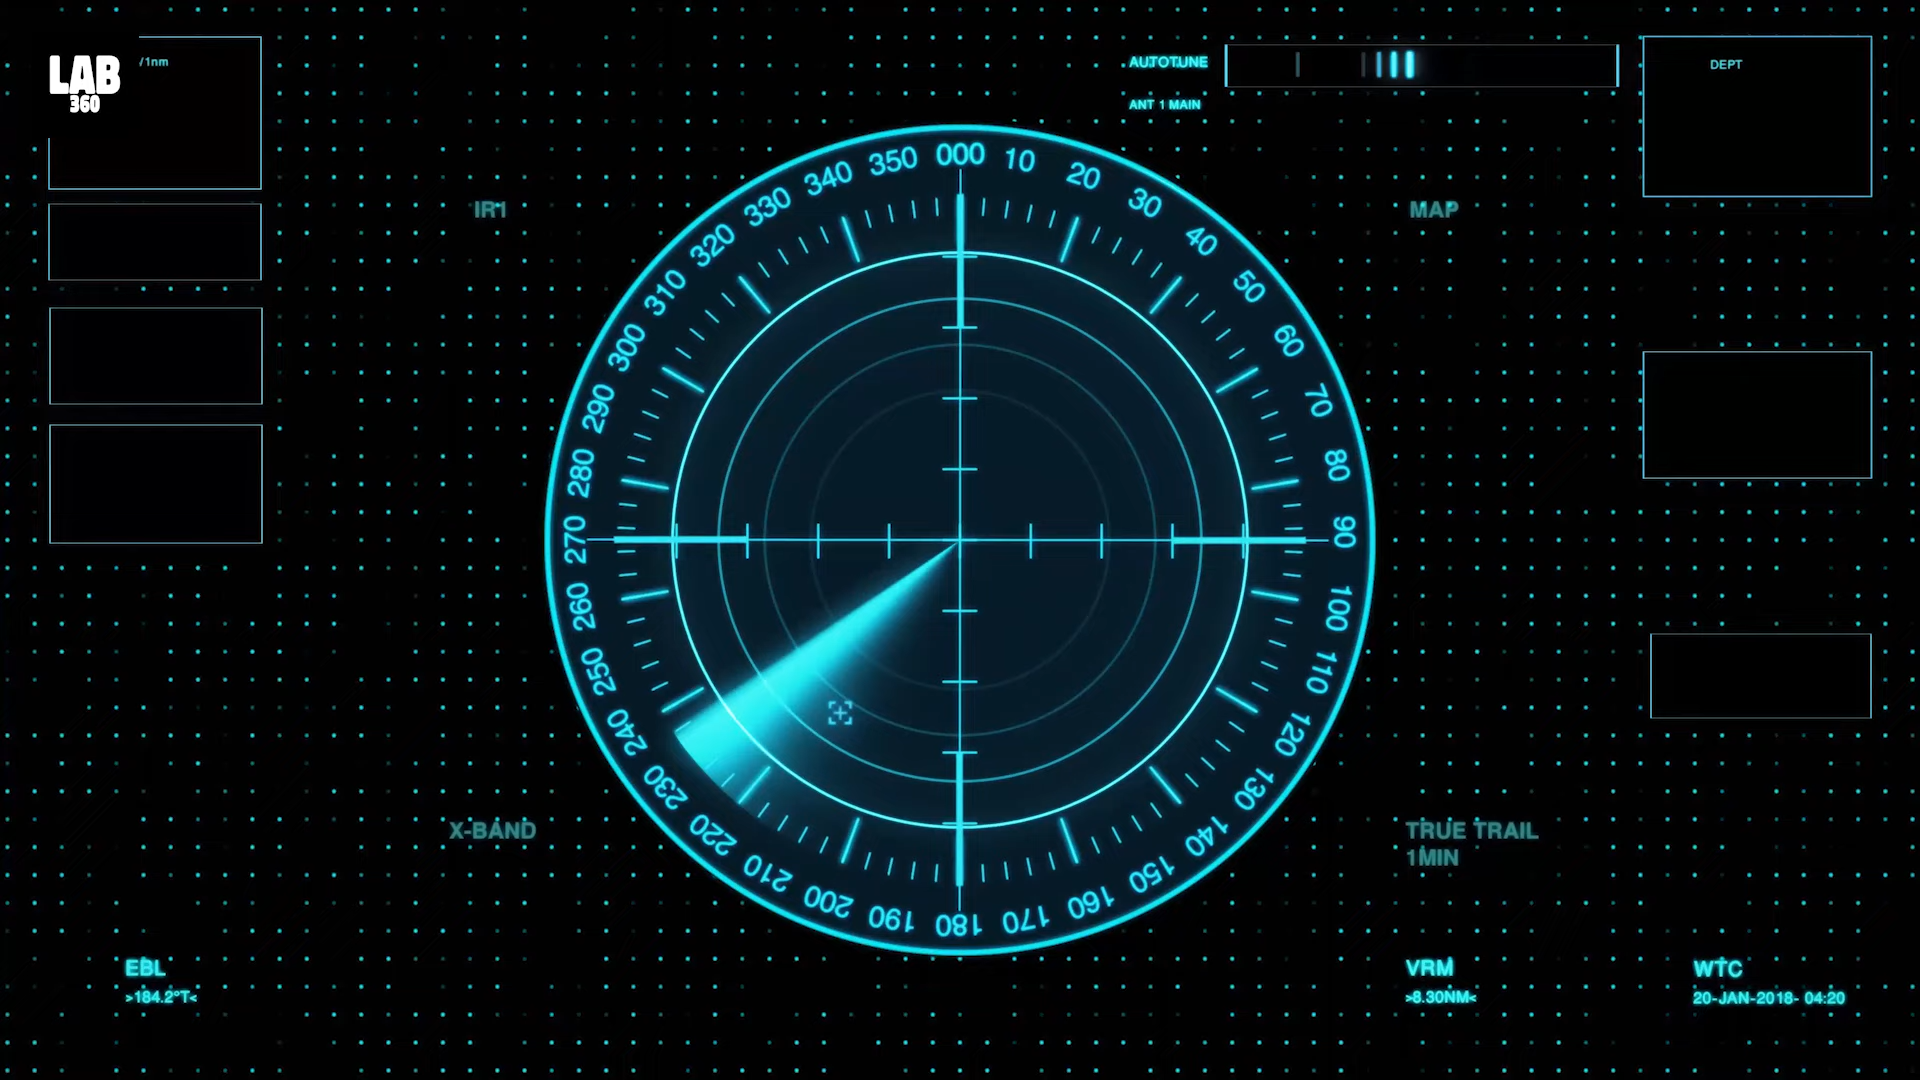 LAB
360
/1nm
AUTOTUNE
ANT 1 MAIN
DEPT
IR1
MAP
000 10 20 30 40 50 60 70 80 90 100 110 120 130 140 150 160 170 180 190 200 210 220 230 240 250 260 270 280 290 300 310 320 330 340 350
X-BAND
TRUE TRAIL
1MIN
EBL
>184.2°T<
VRM
>8.30NM<
WTC
20-JAN-2018- 04:20